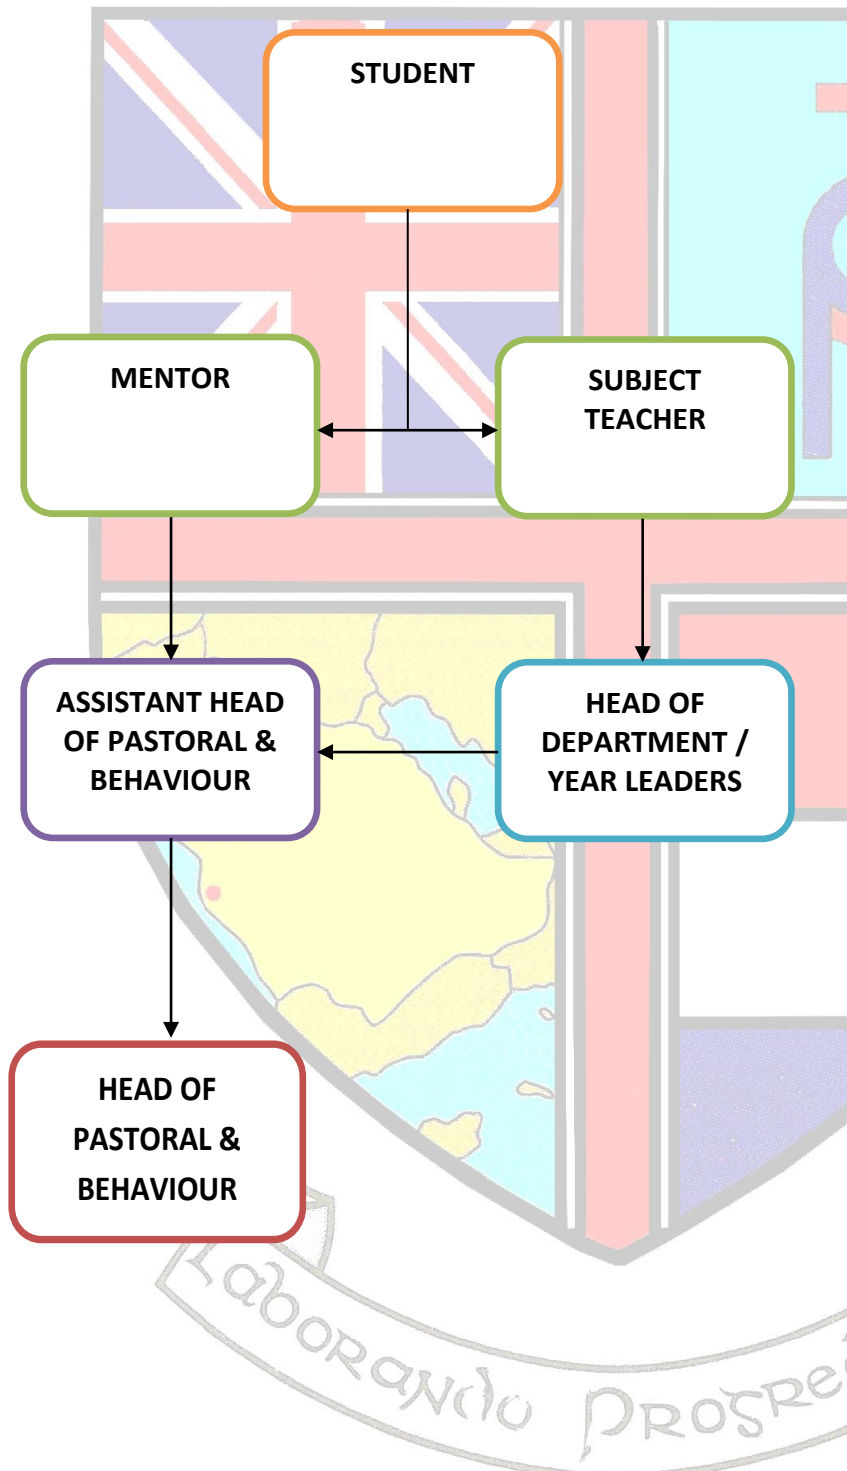 STUDENT
MENTOR
SUBJECT
TEACHER
ASSISTANT HEAD
OF PASTORAL &
BEHAVIOUR
HEAD OF
DEPARTMENT /
YEAR LEADERS
HEAD OF
PASTORAL &
BEHAVIOUR
Laborando